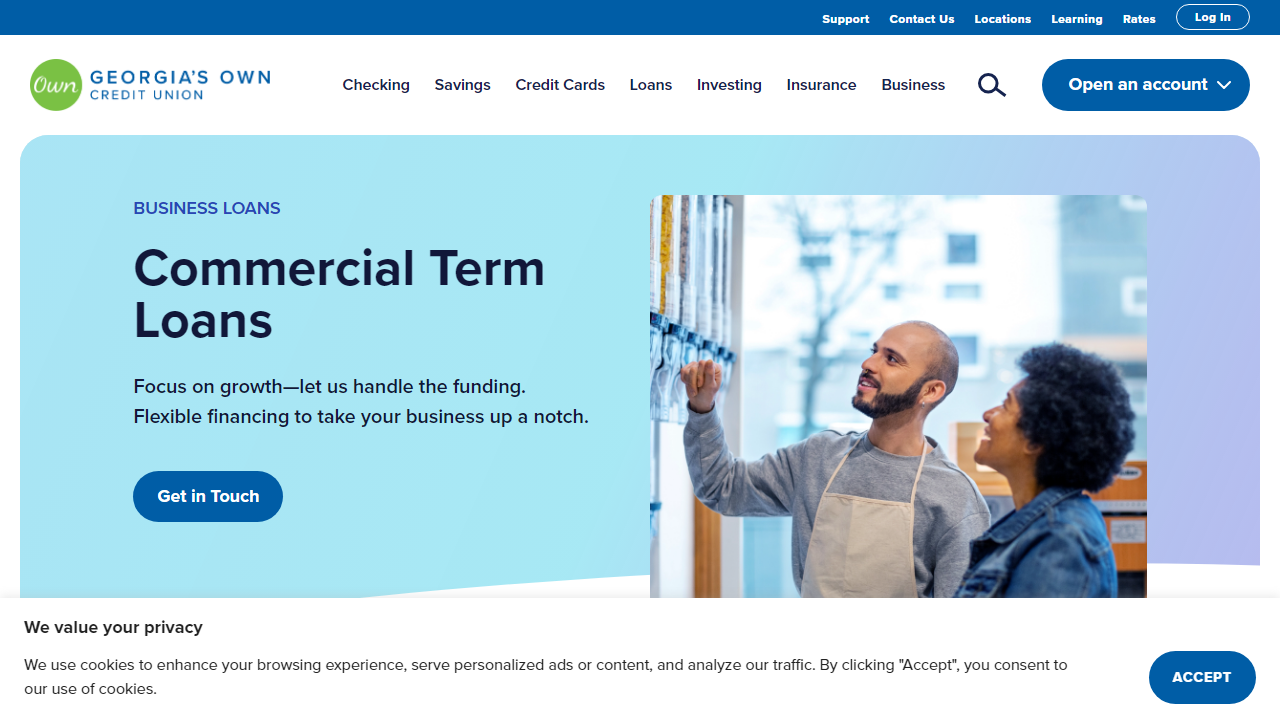 Support Contact Us Locations Learning Rates Log In
Own GEORGIA'S OWN
CREDIT UNION
Checking Savings Credit Cards Loans Investing Insurance Business Open an account
BUSINESS LOANS
Commercial Term
Loans
Focus on growth—let us handle the funding.
Flexible financing to take your business up a notch.
Get in Touch
We value your privacy
We use cookies to enhance your browsing experience, serve personalized ads or content, and analyze our traffic. By clicking "Accept", you consent to
our use of cookies.
ACCEPT